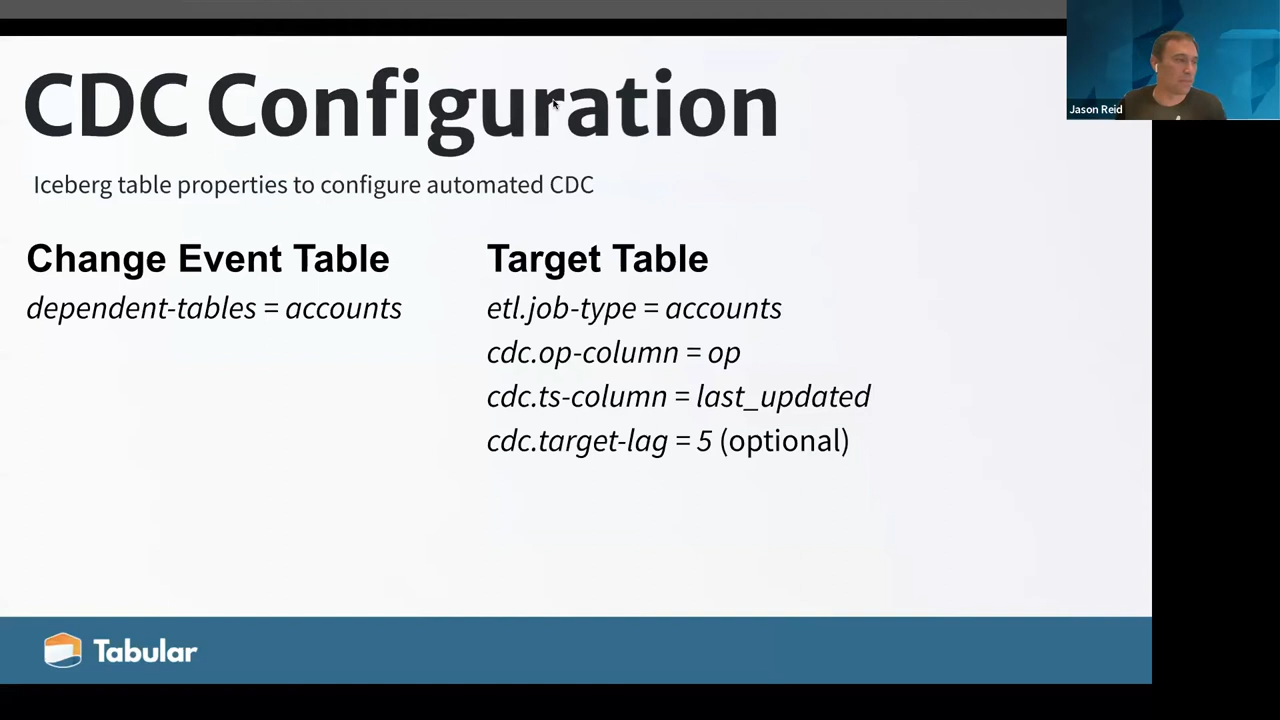 CDC Configuration
Jason Reid
Iceberg table properties to configure automated CDC
Change Event Table
dependent-tables = accounts
Target Table
etl.job-type = accounts
cdc.op-column = op
cdc.ts-column = last_updated
cdc.target-lag = 5 (optional)
Tabular